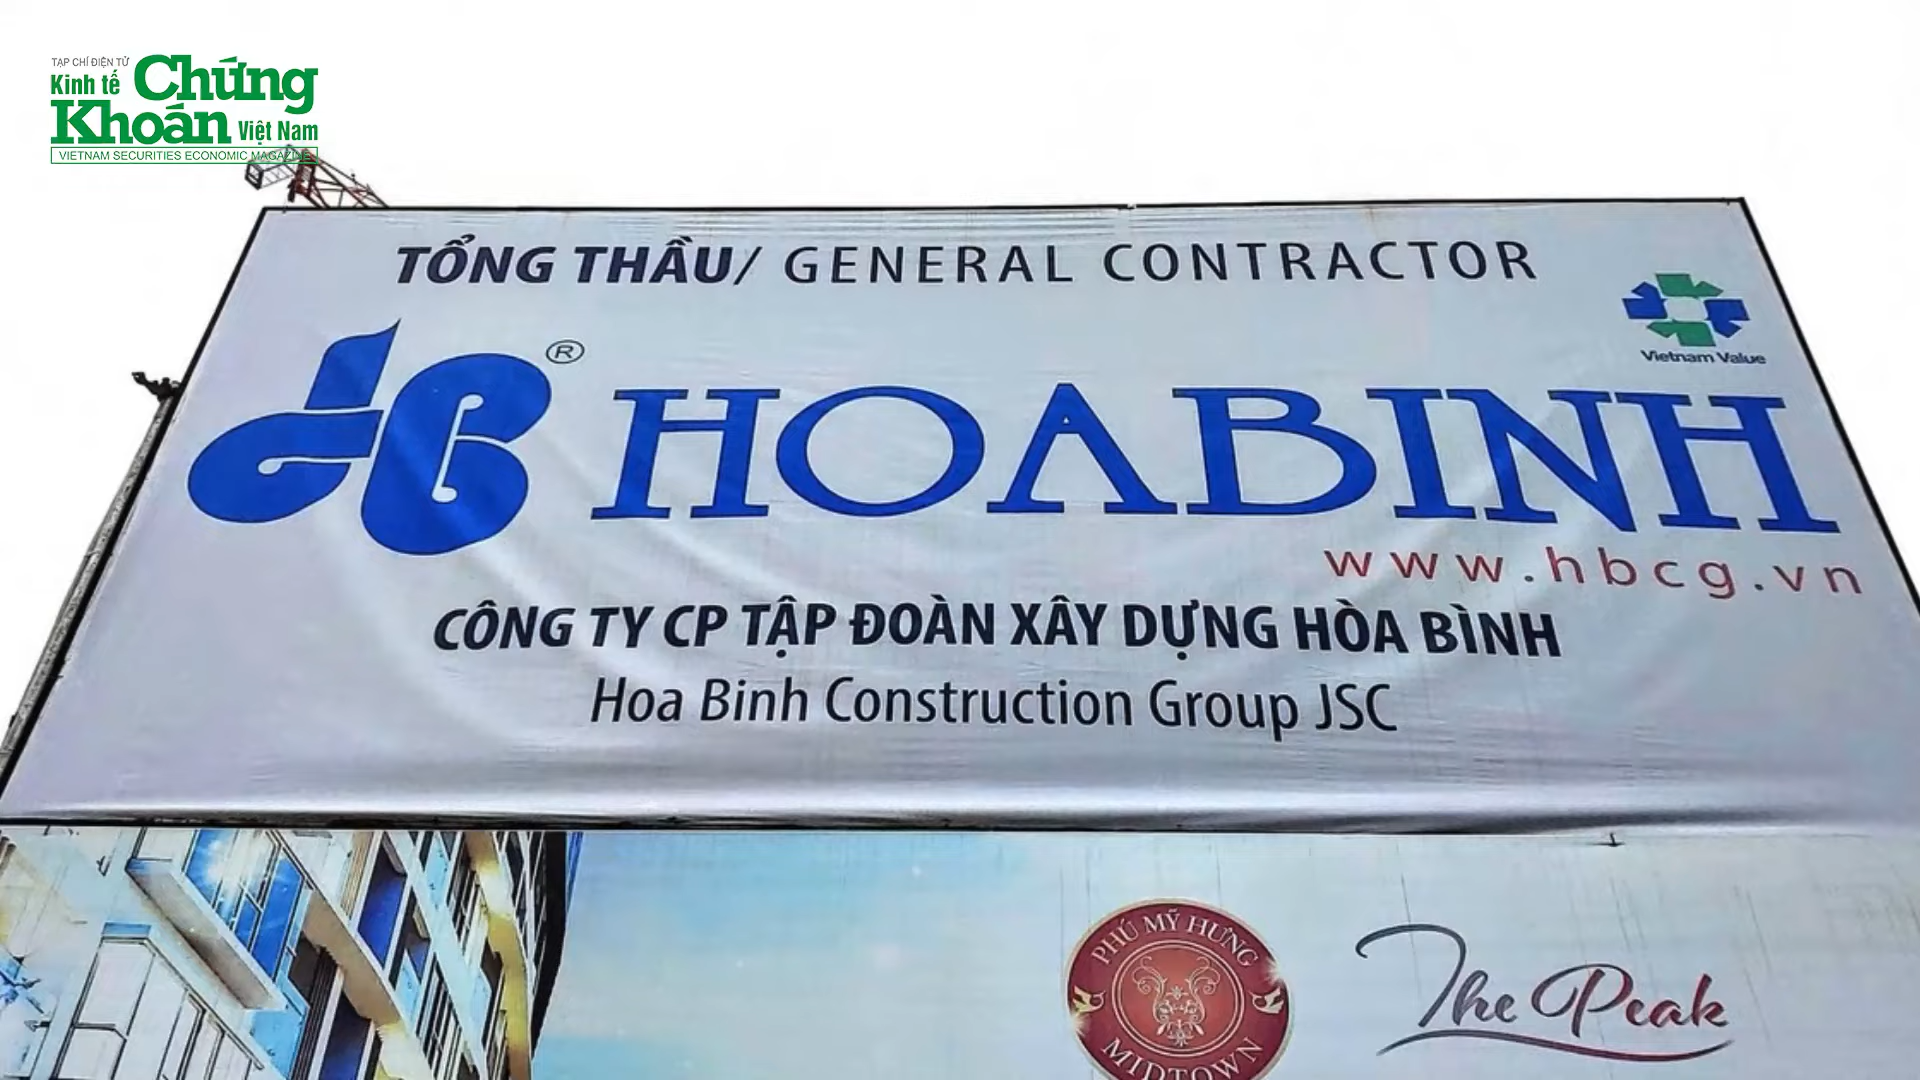 TẠP CHÍ ĐIỆN TỬ
Kinh tế Chứng
Khoán Việt Nam
VIETNAM SECURITIES ECONOMIC MAGAZINE
TỔNG THẦU/ GENERAL CONTRACTOR
Vietnam Value
®
HOABINH
www.hbcg.vn
CÔNG TY CP TẬP ĐOÀN XÂY DỰNG HÒA BÌNH
Hoa Binh Construction Group JSC
PHÚ MỸ HƯNG
MIDTOWN
The Peak